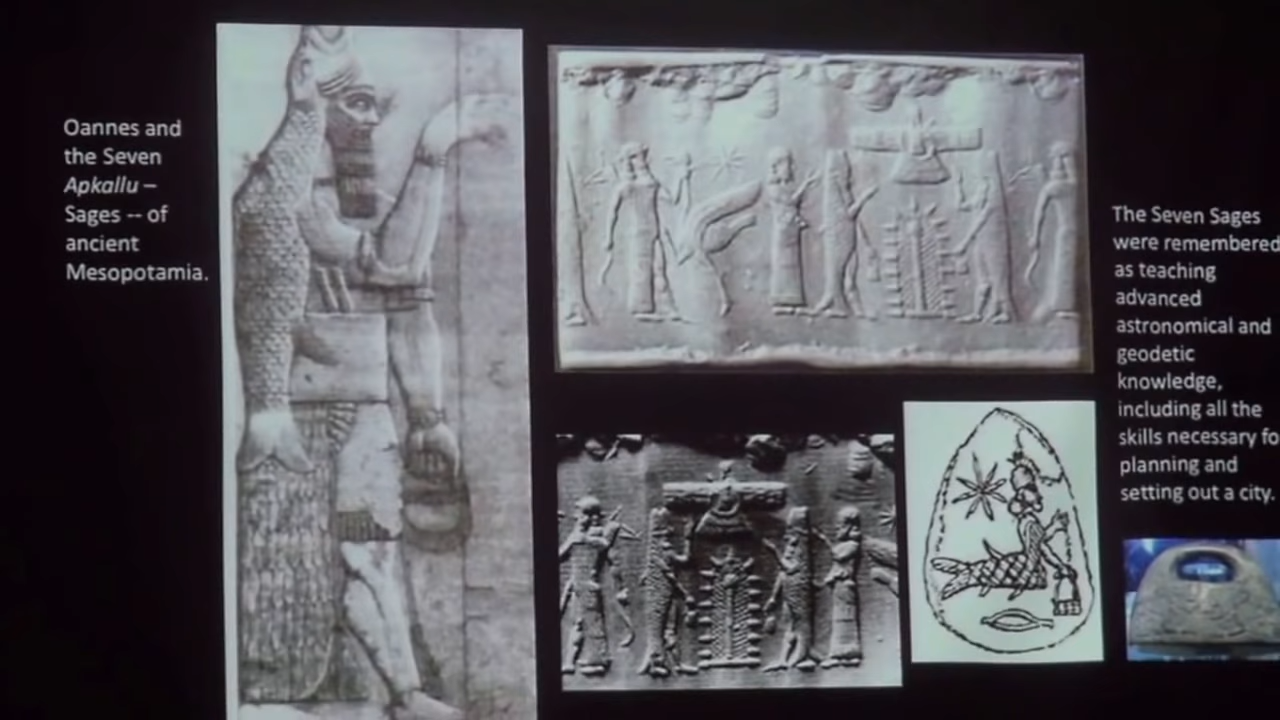 Oannes and
the Seven
Apkallu –
Sages -- of
ancient
Mesopotamia.
The Seven Sages
were remembered
as teaching
advanced
astronomical and
geodetic
knowledge,
including all the
skills necessary fo
planning and
setting out a city.